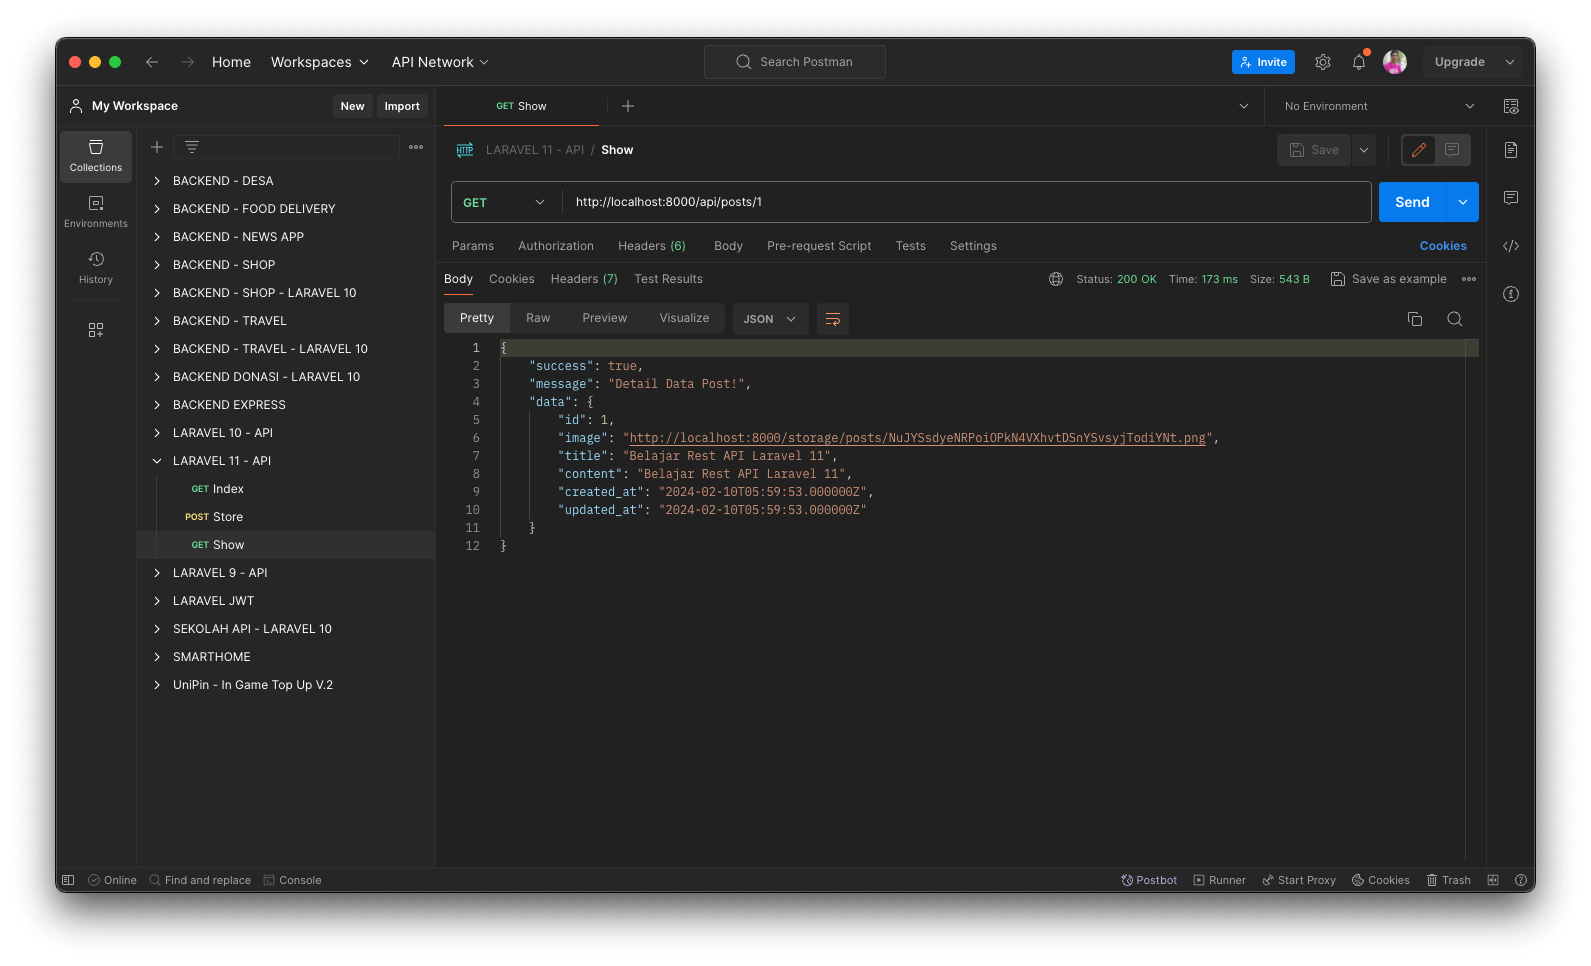 Home Workspaces API Network Search Postman Invite Upgrade
My Workspace New Import GET Show No Environment
Collections
Environments
History
BACKEND - DESA
BACKEND - FOOD DELIVERY
BACKEND - NEWS APP
BACKEND - SHOP
BACKEND - SHOP - LARAVEL 10
BACKEND - TRAVEL
BACKEND - TRAVEL - LARAVEL 10
BACKEND DONASI - LARAVEL 10
BACKEND EXPRESS
LARAVEL 10 - API
LARAVEL 11 - API
GET Index
POST Store
GET Show
LARAVEL 9 - API
LARAVEL JWT
SEKOLAH API - LARAVEL 10
SMARTHOME
UniPin - In Game Top Up V.2
HTTP LARAVEL 11 - API / Show Save
GET http://localhost:8000/api/posts/1 Send
Params Authorization Headers (6) Body Pre-request Script Tests Settings Cookies
Body Cookies Headers (7) Test Results Status: 200 OK Time: 173 ms Size: 543 B Save as example
Pretty Raw Preview Visualize JSON
1 {
2 "success": true,
3 "message": "Detail Data Post!",
4 "data": {
5 "id": 1,
6 "image": "http://localhost:8000/storage/posts/NuJYSsdyeNRPoiOPkN4VXhvtDSnYSvsyjTodiYNt.png",
7 "title": "Belajar Rest API Laravel 11",
8 "content": "Belajar Rest API Laravel 11",
9 "created_at": "2024-02-10T05:59:53.000000Z",
10 "updated_at": "2024-02-10T05:59:53.000000Z"
11 }
12 }
Online Find and replace Console Postbot Runner Start Proxy Cookies Trash